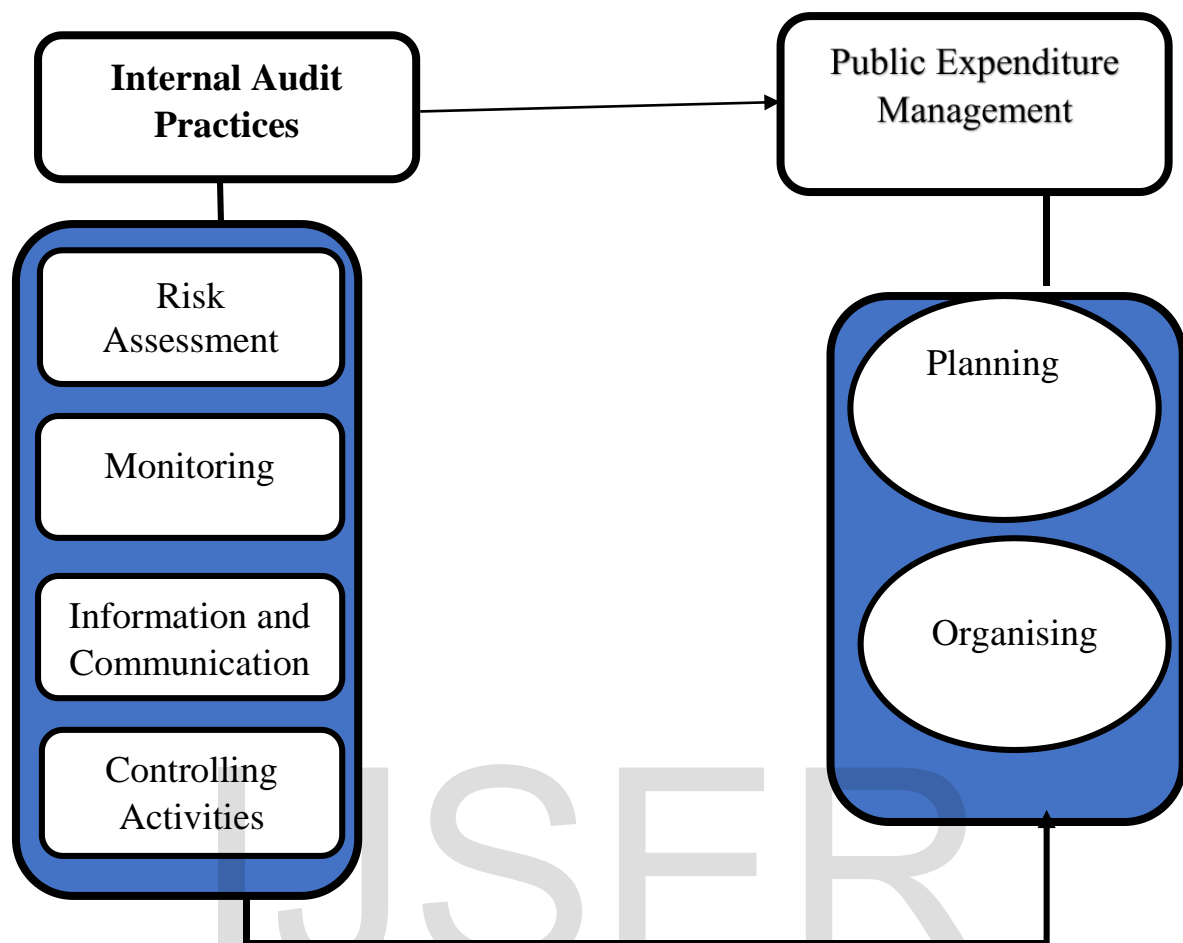 Internal Audit
Practices
Public Expenditure
Management
Risk
Assessment
Monitoring
Information and
Communication
Controlling
Activities
Planning
Organising
IJSER